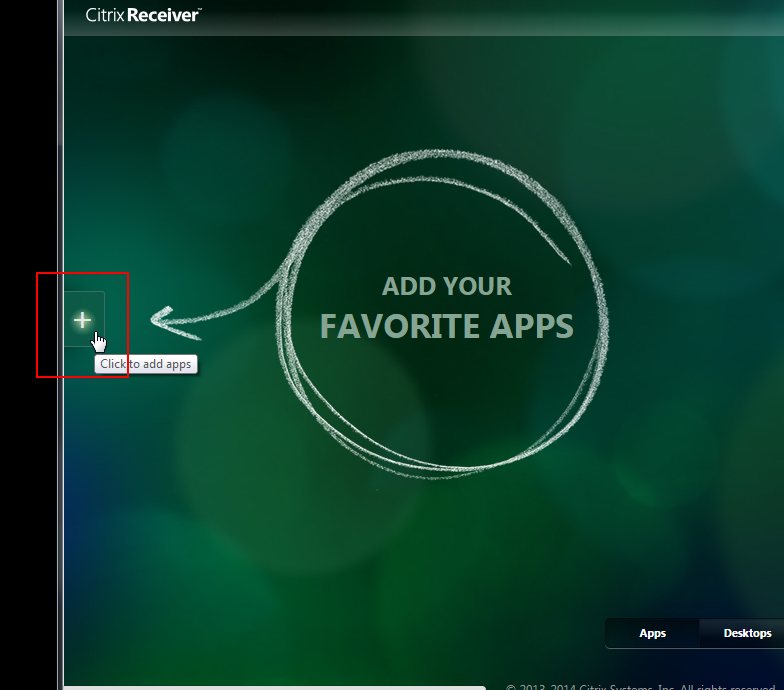 Citrix Receiver™
ADD YOUR
FAVORITE APPS
Click to add apps
Apps Desktops
© 2013-2014 Citrix Systems, Inc. All rights reserved.